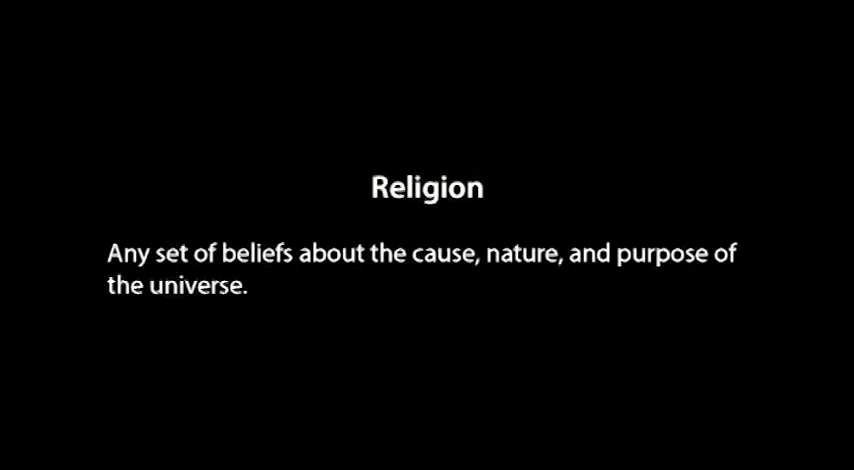 Religion
Any set of beliefs about the cause, nature, and purpose of
the universe.